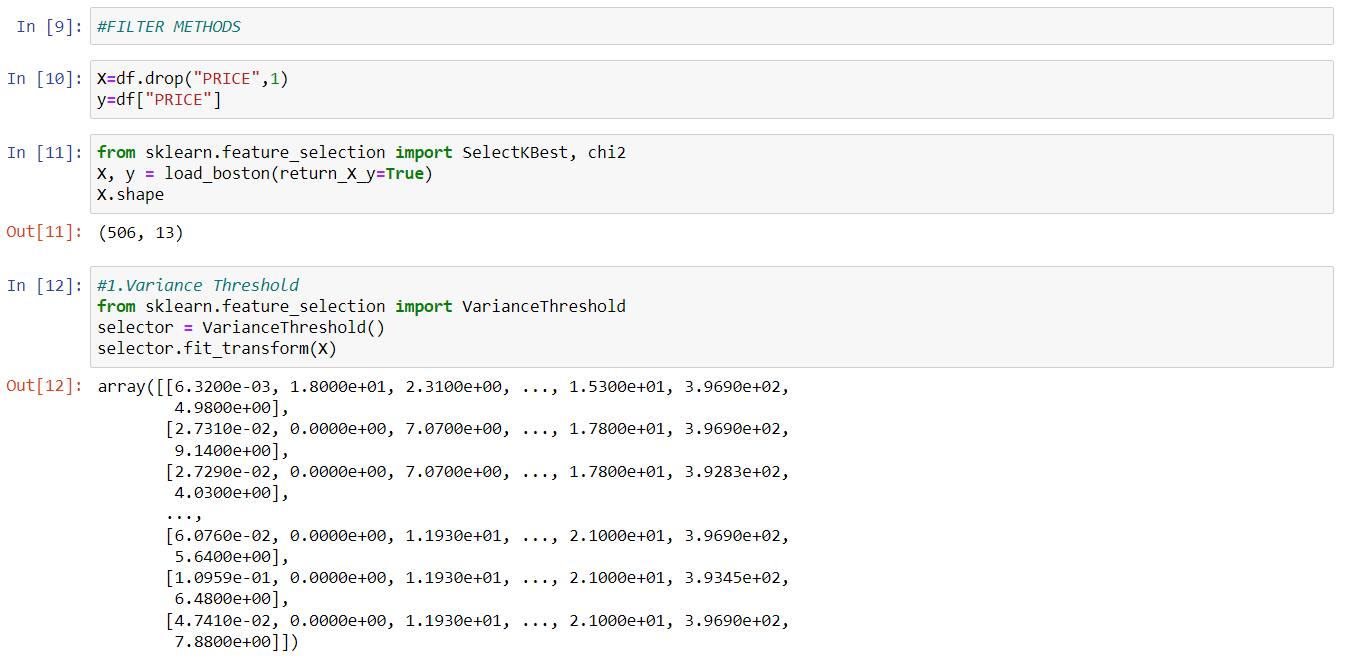 In [9]: #FILTER METHODS
In [10]: X=df.drop("PRICE",1)
y=df["PRICE"]
In [11]: from sklearn.feature_selection import SelectKBest, chi2
X, y = load_boston(return_X_y=True)
X.shape
Out[11]: (506, 13)
In [12]: #1.Variance Threshold
from sklearn.feature_selection import VarianceThreshold
selector = VarianceThreshold()
selector.fit_transform(X)
Out[12]: array([[6.3200e-03, 1.8000e+01, 2.3100e+00, ..., 1.5300e+01, 3.9690e+02,
4.9800e+00],
[2.7310e-02, 0.0000e+00, 7.0700e+00, ..., 1.7800e+01, 3.9690e+02,
9.1400e+00],
[2.7290e-02, 0.0000e+00, 7.0700e+00, ..., 1.7800e+01, 3.9283e+02,
4.0300e+00],
...,
[6.0760e-02, 0.0000e+00, 1.1930e+01, ..., 2.1000e+01, 3.9690e+02,
5.6400e+00],
[1.0959e-01, 0.0000e+00, 1.1930e+01, ..., 2.1000e+01, 3.9345e+02,
6.4800e+00],
[4.7410e-02, 0.0000e+00, 1.1930e+01, ..., 2.1000e+01, 3.9690e+02,
7.8800e+00]])